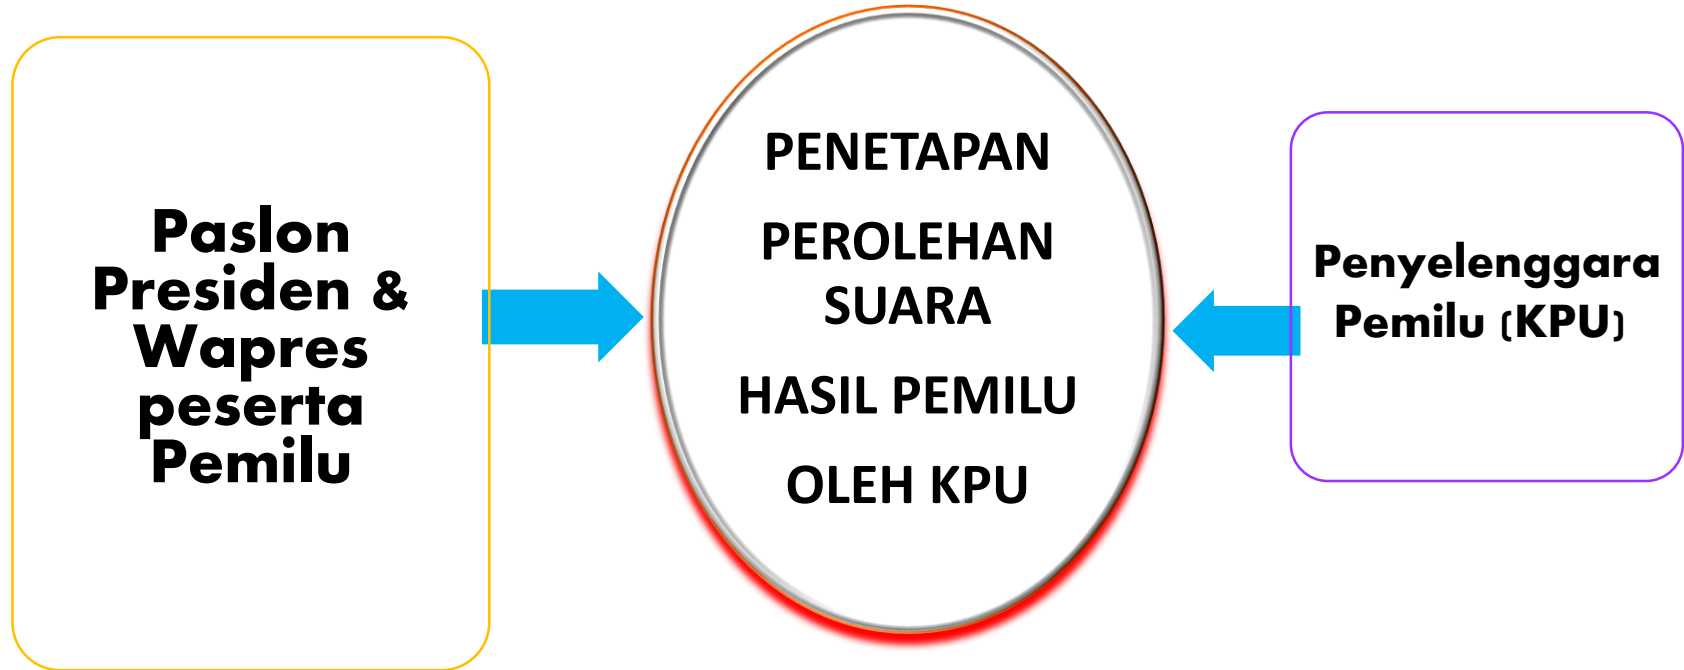 Paslon
Presiden &
Wapres
peserta
Pemilu
PENETAPAN
PEROLEHAN
SUARA
HASIL PEMILU
OLEH KPU
Penyelenggara
Pemilu (KPU)